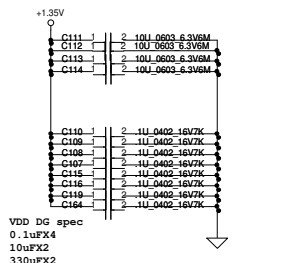 +1.35V
C111 1 2 10U_0603_6.3V6M
C112 1 2 10U_0603_6.3V6M
C113 1 2 10U_0603_6.3V6M
C114 1 2 10U_0603_6.3V6M
C110 1 2 .1U_0402_16V7K
C109 1 2 .1U_0402_16V7K
C108 1 2 .1U_0402_16V7K
C107 1 2 .1U_0402_16V7K
C115 1 2 .1U_0402_16V7K
C116 1 2 .1U_0402_16V7K
C119 1 2 .1U_0402_16V7K
C164 1 2 .1U_0402_16V7K
VDD DG spec
0.1uFX4
10uFX2
330uFX2